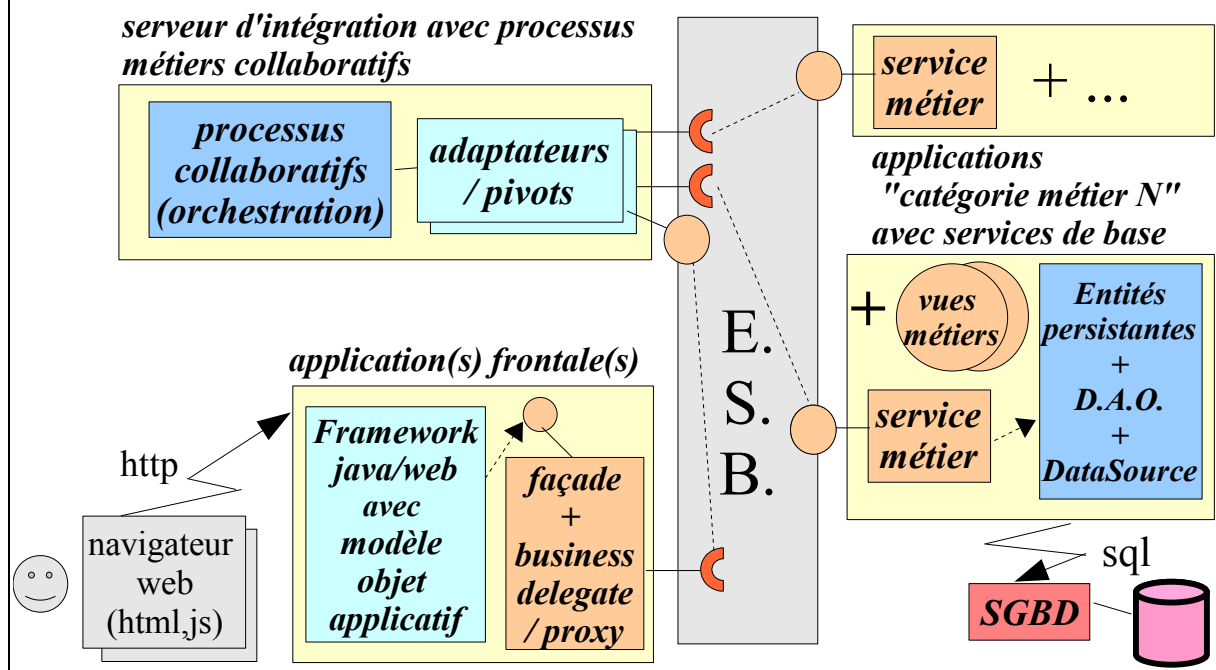 serveur d'intégration avec processus
métiers collaboratifs
processus
collaboratifs
(orchestration)
adaptateurs
/ pivots
service
métier
+ ...
applications
"catégorie métier N"
avec services de base
+
vues
métiers
Entités
persistantes
+
D.A.O.
+
DataSource
service
métier
E.
S.
B.
application(s) frontale(s)
Framework
java/web
avec
modèle
objet
applicatif
façade
+
business
delegate
/ proxy
http
navigateur
web
(html,js)
sql
SGBD